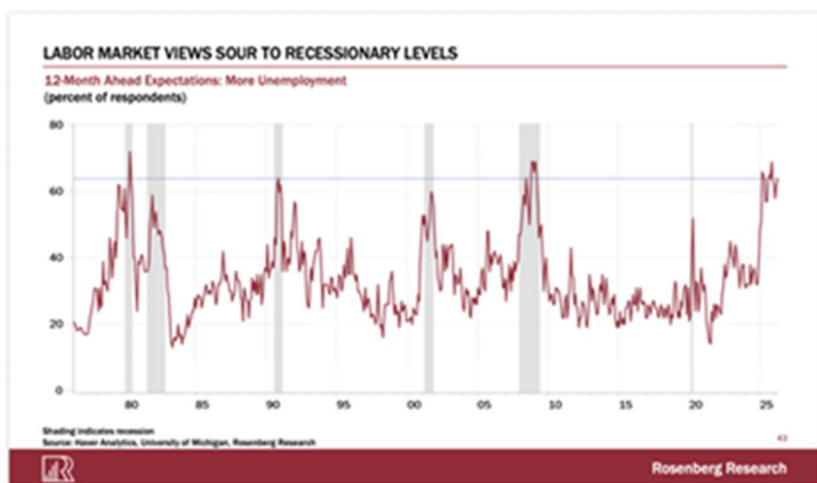 LABOR MARKET VIEWS SOUR TO RECESSIONARY LEVELS
12-Month Ahead Expectations: More Unemployment
(percent of respondents)
80
60
40
20
0
80 85 90 95 00 05 10 15 20 25
Shading indicates recession
Source: Haver Analytics, University of Michigan, Rosenberg Research
43
R
Rosenberg Research